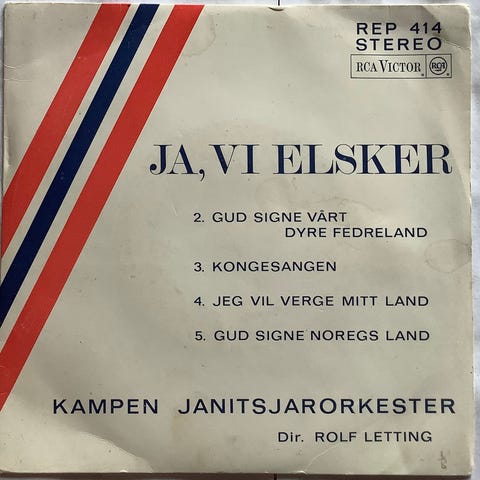 REP 414
STEREO
RCA VICTOR RCA
JA, VI ELSKER
2. GUD SIGNE VÅRT
DYRE FEDRELAND
3. KONGESANGEN
4. JEG VIL VERGE MITT LAND
5. GUD SIGNE NOREGS LAND
KAMPEN JANITSJARORKESTER
Dir. ROLF LETTING